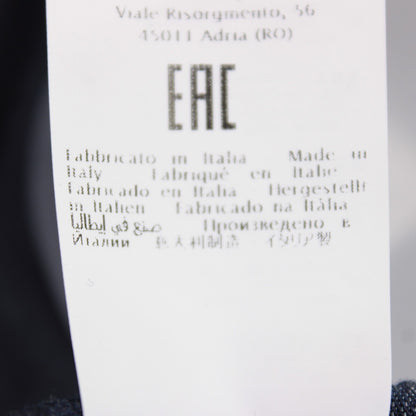 Viale Risorgimento, 56
45011 Adria (RO)
EAC
Fabbricato in Italia Made in
Italy Fabriqué en Italie
Fabricado en Italia Hergestellt
in Italien Fabricado na Itália
صنع في إيطاليا Произведено в
Италии 意大利制造 · イタリア製